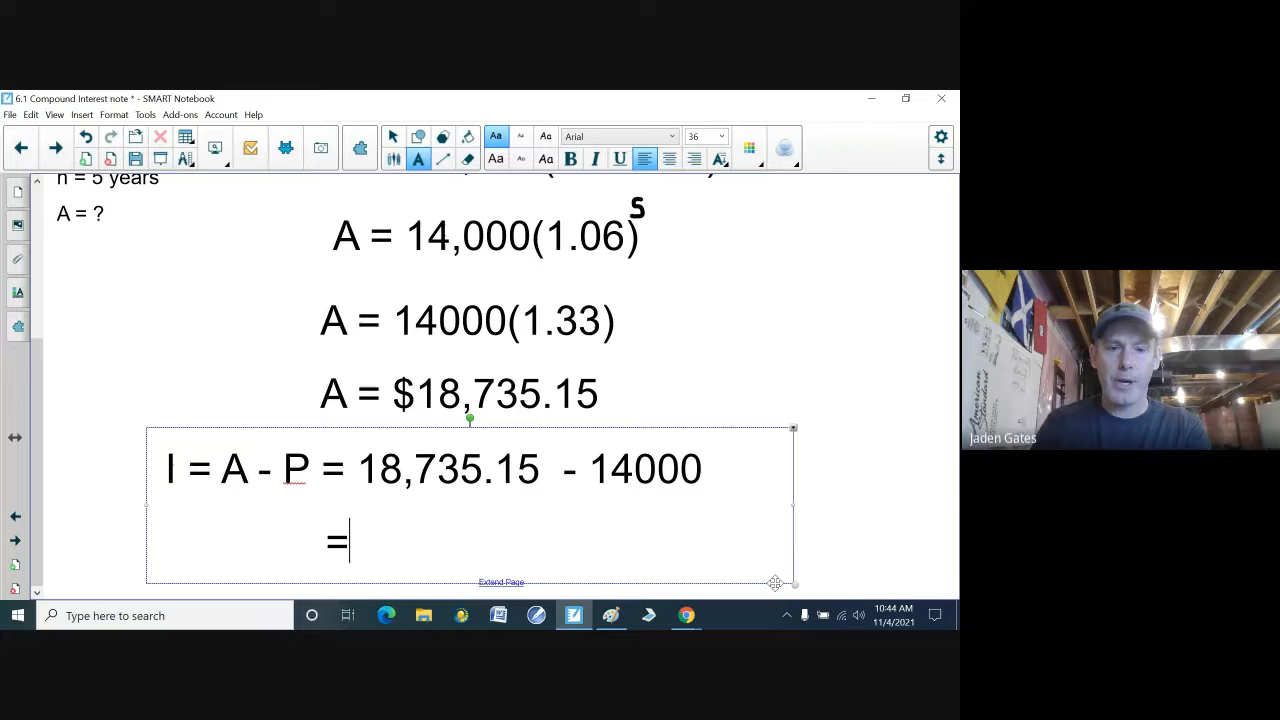 6.1 Compound Interest note * - SMART Notebook
File Edit View Insert Format Tools Add-ons Account Help
Arial 36
n = 5 years
A = ?
A = 14,000(1.06)⁵
A = 14000(1.33)
A = $18,735.15
I = A - P = 18,735.15 - 14000
=
Extend Page
American Standard
Jaden Gates
Type here to search
10:44 AM
11/4/2021